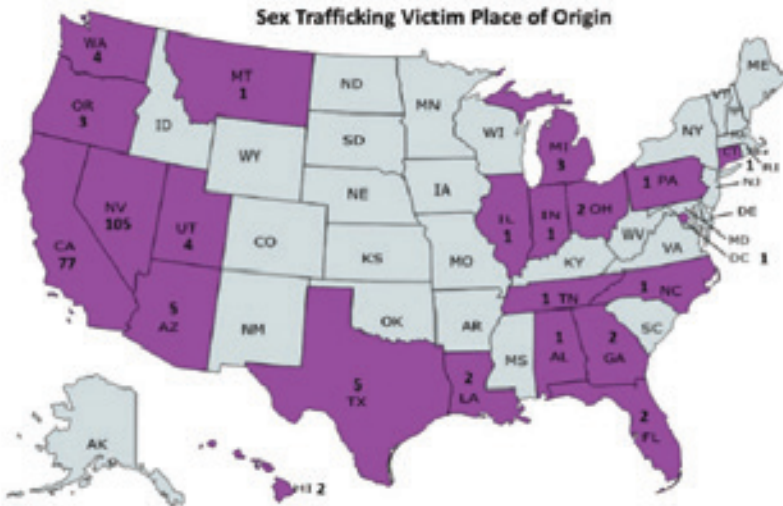 Sex Trafficking Victim Place of Origin
WA
4
MT
1
ND
MN
ME
OR
3
ID
SD
WI
MI
3
NY
VT
WY
NE
IA
1 PA
CT
1
RI
NJ
NV
105
UT
4
CO
IL
1
IN
1
2 OH
WV
DE
MD
DC 1
CA
77
KS
MO
KY
VA
5
AZ
NM
OK
AR
1 TN
1 NC
SC
MS
1
AL
2
GA
5
TX
2
LA
2
FL
AK
HI 2